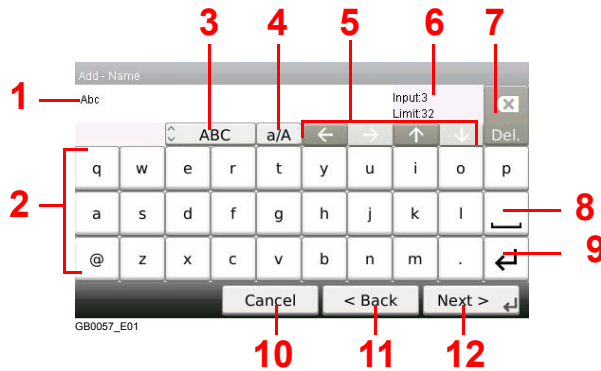 3 4 5 6 7
Add - Name
1 Abc Input:3
Limit:32
ABC a/A ← → ↑ ↓ Del.
2
q w e r t y u i o p
a s d f g h j k l 8
@ z x c v b n m . 9
Cancel < Back Next >
GB0057_E01
10 11 12